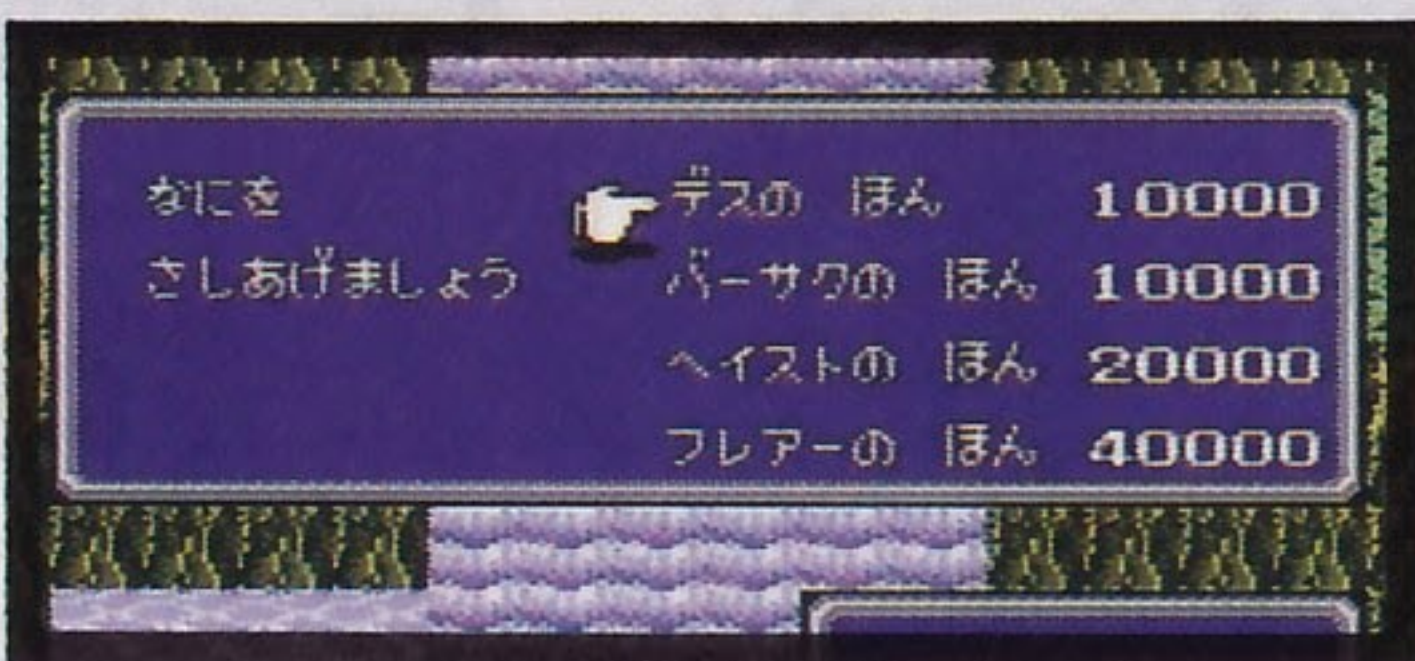 なにを
さしあげましょう
デスの ほん 10000
バーサクの ほん 10000
ヘイストの ほん 20000
フレアーの ほん 40000